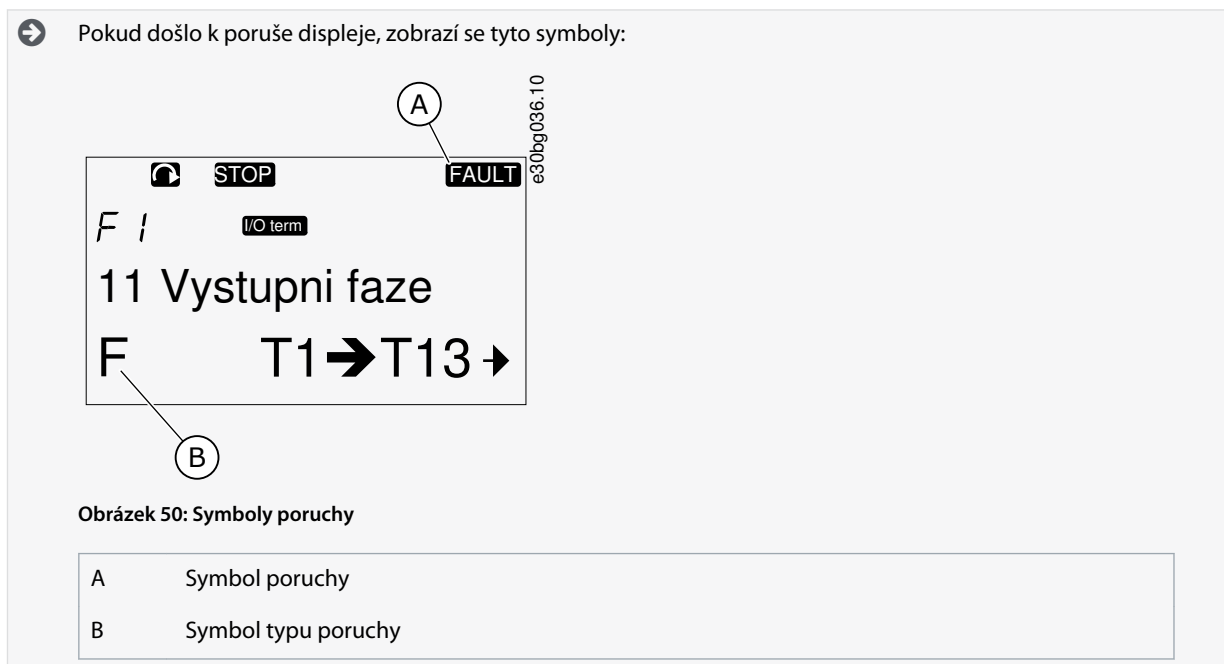 Pokud došlo k poruše displeje, zobrazí se tyto symboly:
A
e30bg036.10
STOP FAULT
F 1 I/O term
11 Vystupni faze
F T1➔T13➔
B
Obrázek 50: Symboly poruchy
A Symbol poruchy
B Symbol typu poruchy